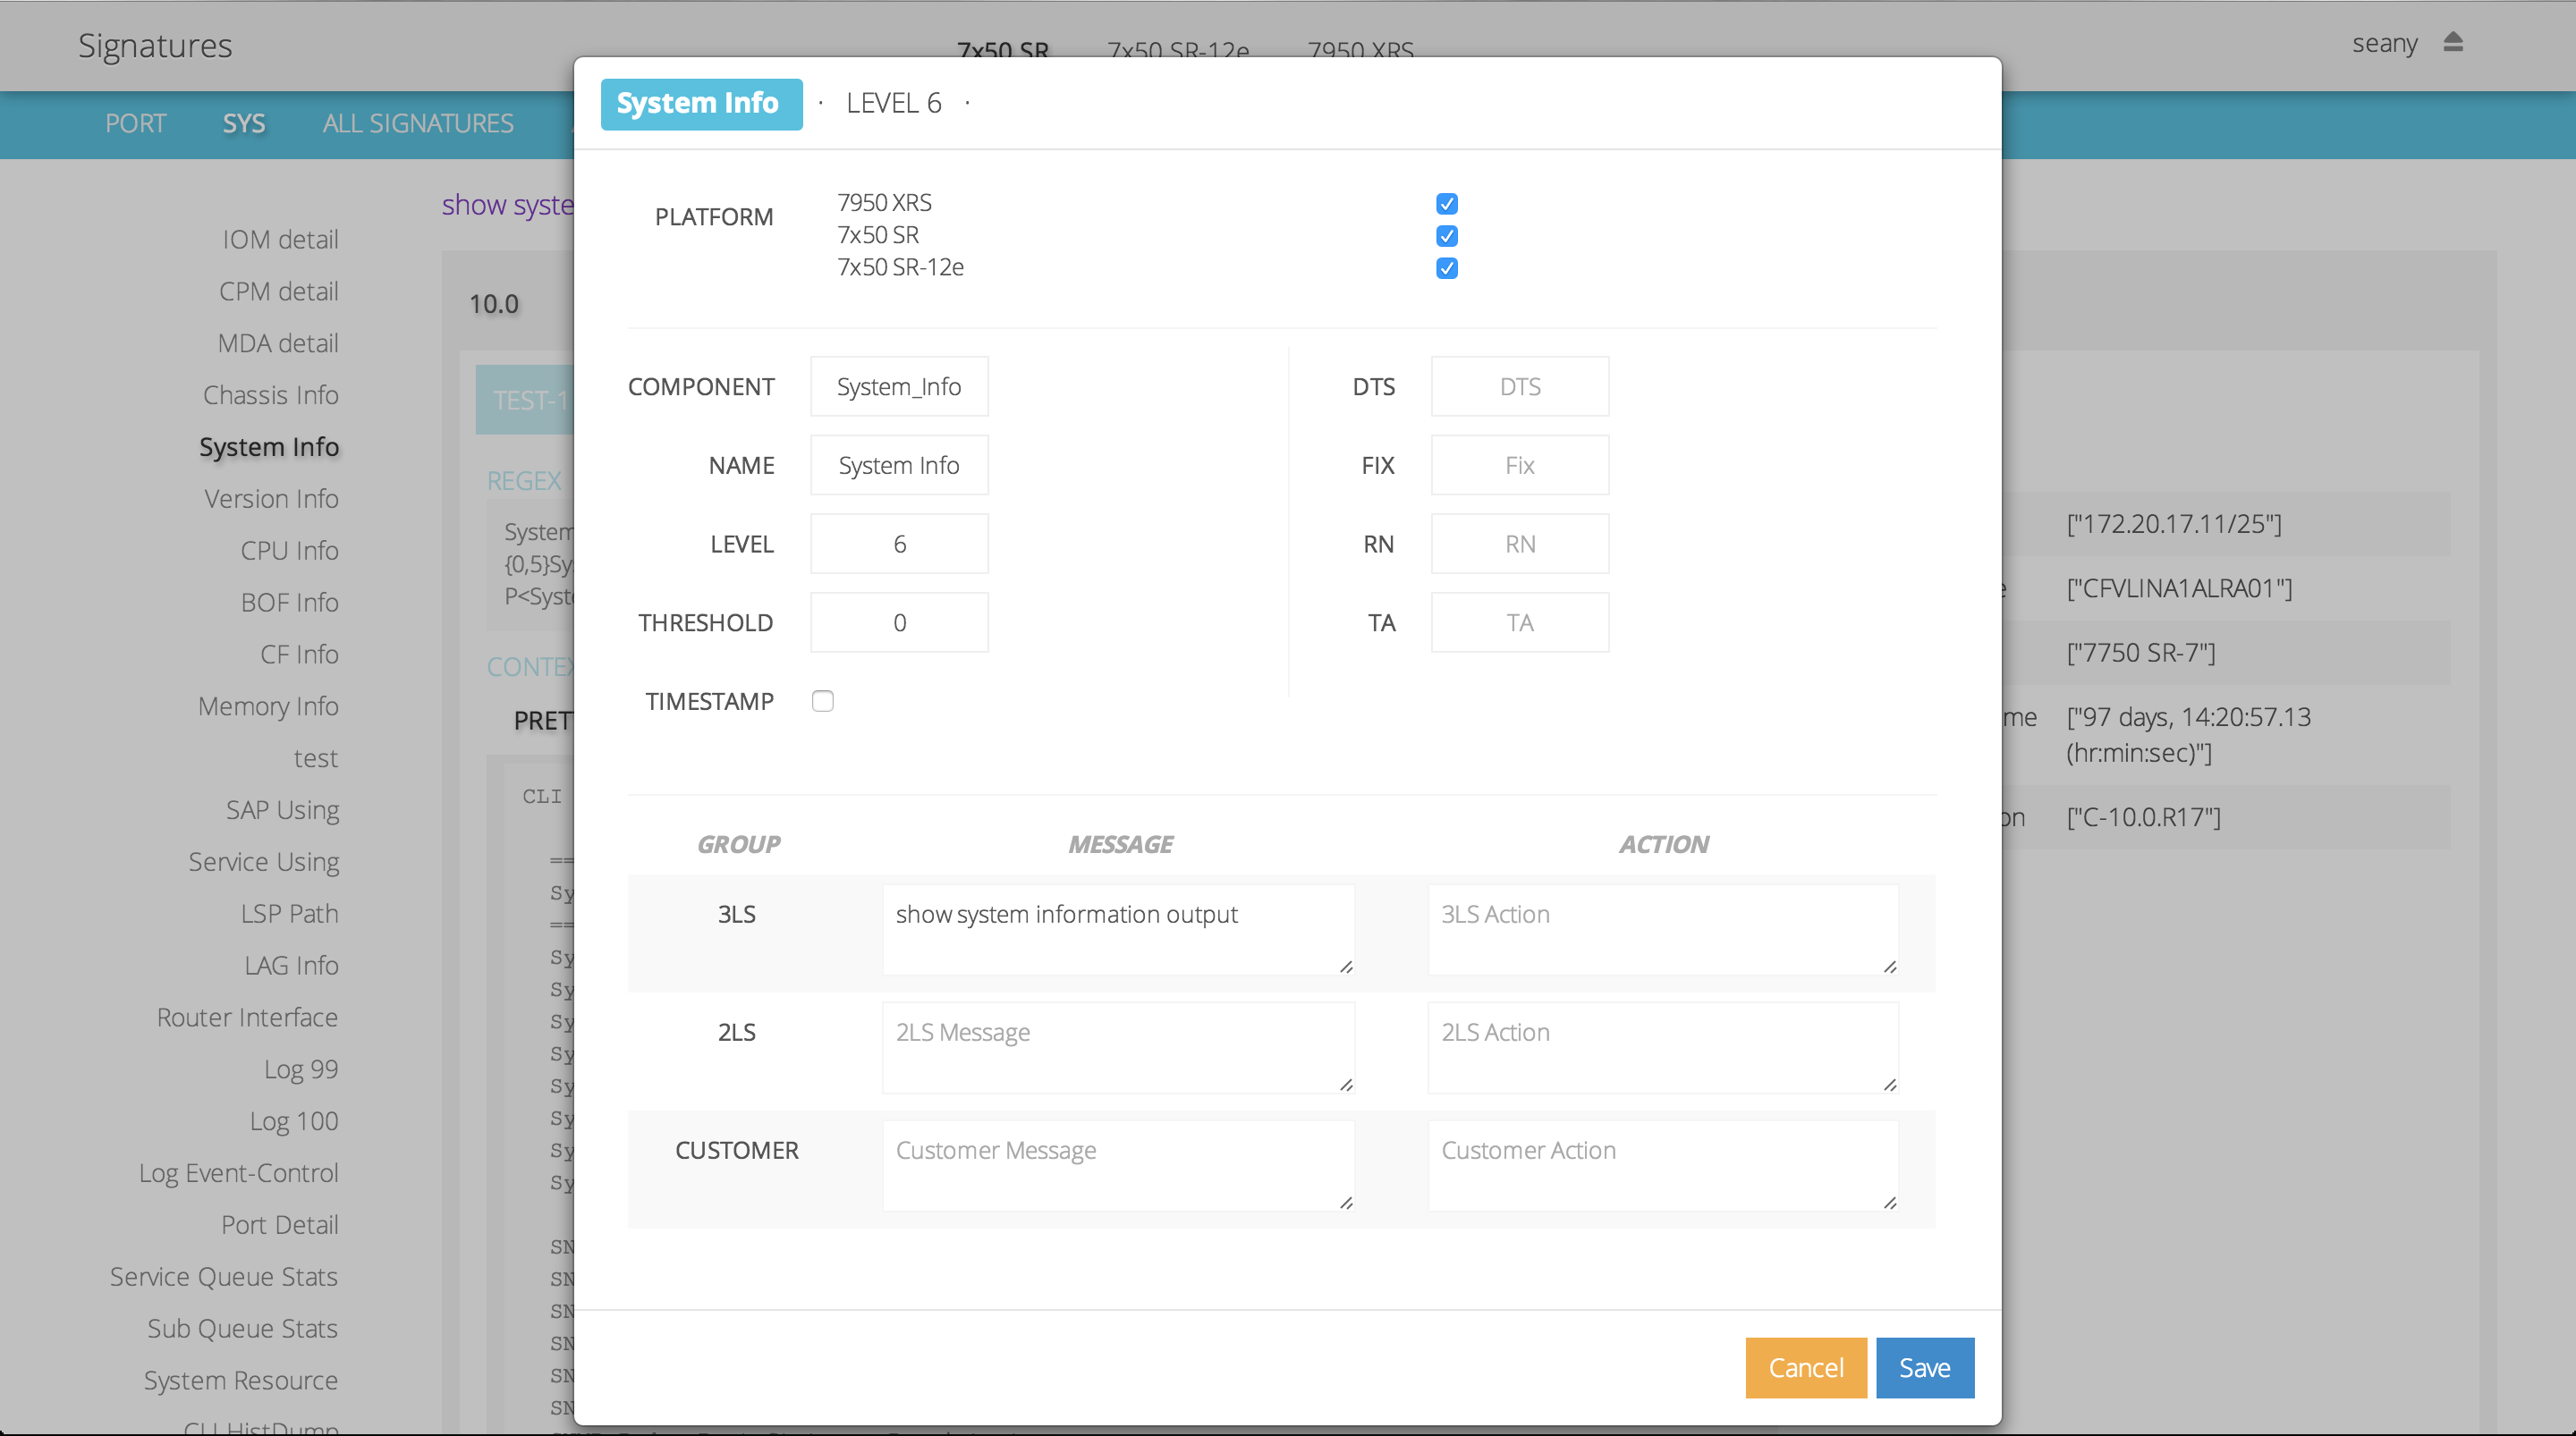 Signatures
7x50 SR 7x50 SR-12e 7950 XRS
seany
PORT SYS ALL SIGNATURES
IOM detail
CPM detail
MDA detail
Chassis Info
System Info
Version Info
CPU Info
BOF Info
CF Info
Memory Info
test
SAP Using
Service Using
LSP Path
LAG Info
Router Interface
Log 99
Log 100
Log Event-Control
Port Detail
Service Queue Stats
Sub Queue Stats
System Resource
show syste
10.0
TEST-1
REGEX
System
{0,5}Sy
P<Syst
CONTEX
PRET
CLI
==
Sy
==
Sy
Sy
Sy
Sy
Sy
Sy
Sy
Sy
SN
SN
SN
SN
SN
SN
System Info · LEVEL 6 ·
PLATFORM
7950 XRS
7x50 SR
7x50 SR-12e
COMPONENT System_Info
NAME System Info
LEVEL 6
THRESHOLD 0
TIMESTAMP
DTS DTS
FIX Fix
RN RN
TA TA
GROUP MESSAGE ACTION
3LS show system information output 3LS Action
2LS 2LS Message 2LS Action
CUSTOMER Customer Message Customer Action
Cancel Save
["172.20.17.11/25"]
e ["CFVLINA1ALRA01"]
["7750 SR-7"]
me ["97 days, 14:20:57.13
(hr:min:sec)"]
on ["C-10.0.R17"]